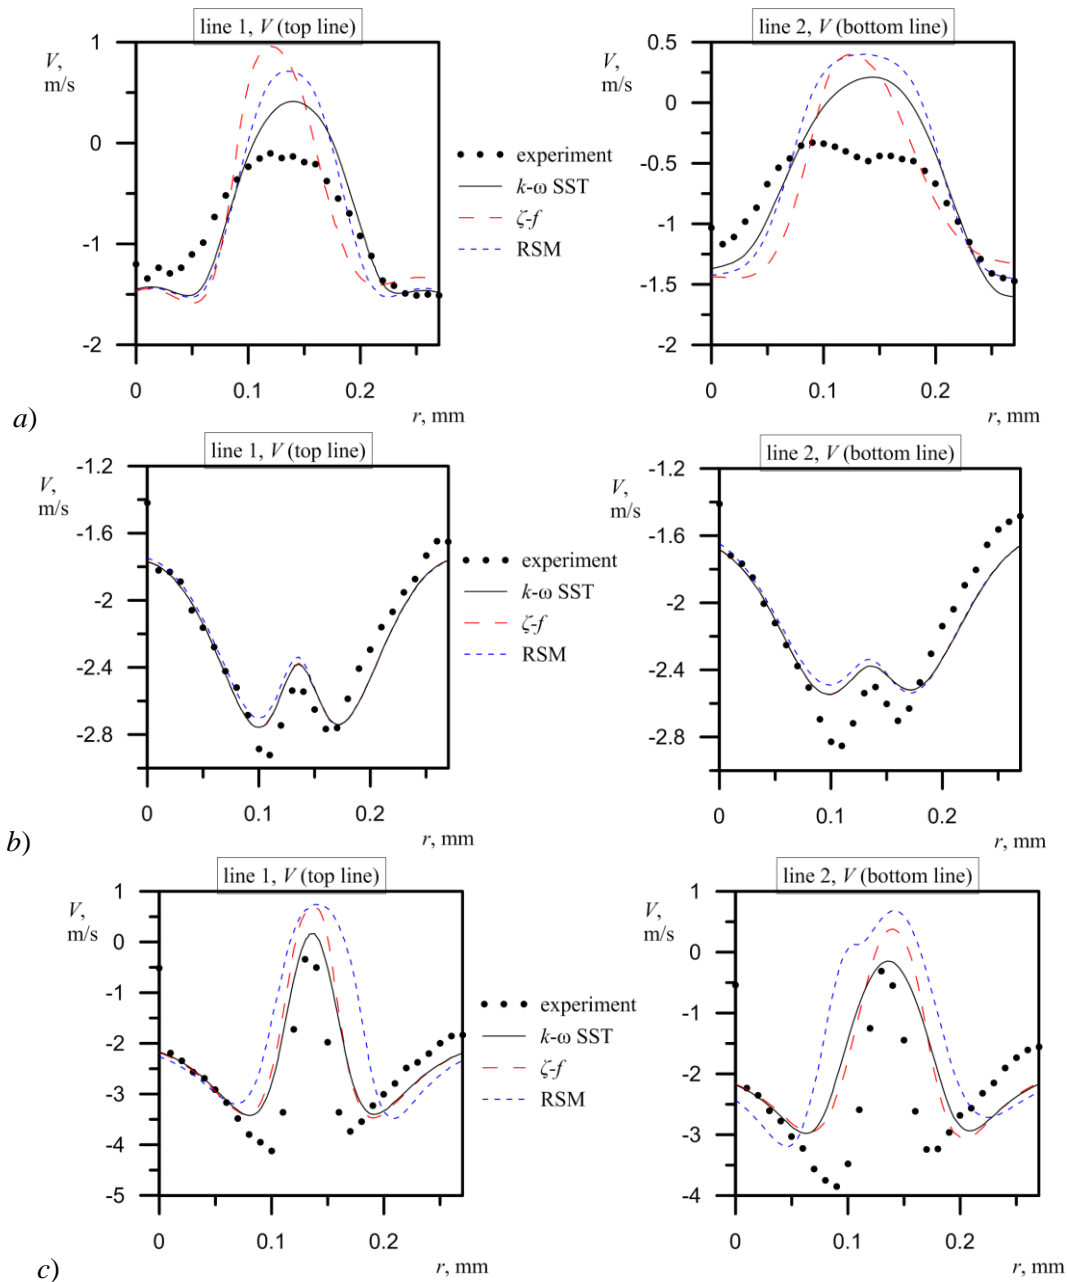 line 1, V (top line)
V,
m/s
1
0
-1
-2
0
0.1
0.2
r, mm
experiment
k-ω SST
ζ-f
RSM
line 2, V (bottom line)
V,
m/s
0.5
0
-0.5
-1
-1.5
-2
0
0.1
0.2
r, mm
a)
line 1, V (top line)
V,
m/s
-1.2
-1.6
-2
-2.4
-2.8
0
0.1
0.2
r, mm
experiment
k-ω SST
ζ-f
RSM
line 2, V (bottom line)
V,
m/s
-1.2
-1.6
-2
-2.4
-2.8
0
0.1
0.2
r, mm
b)
line 1, V (top line)
V,
m/s
1
0
-1
-2
-3
-4
-5
0
0.1
0.2
r, mm
experiment
k-ω SST
ζ-f
RSM
line 2, V (bottom line)
V,
m/s
1
0
-1
-2
-3
-4
0
0.1
0.2
r, mm
c)